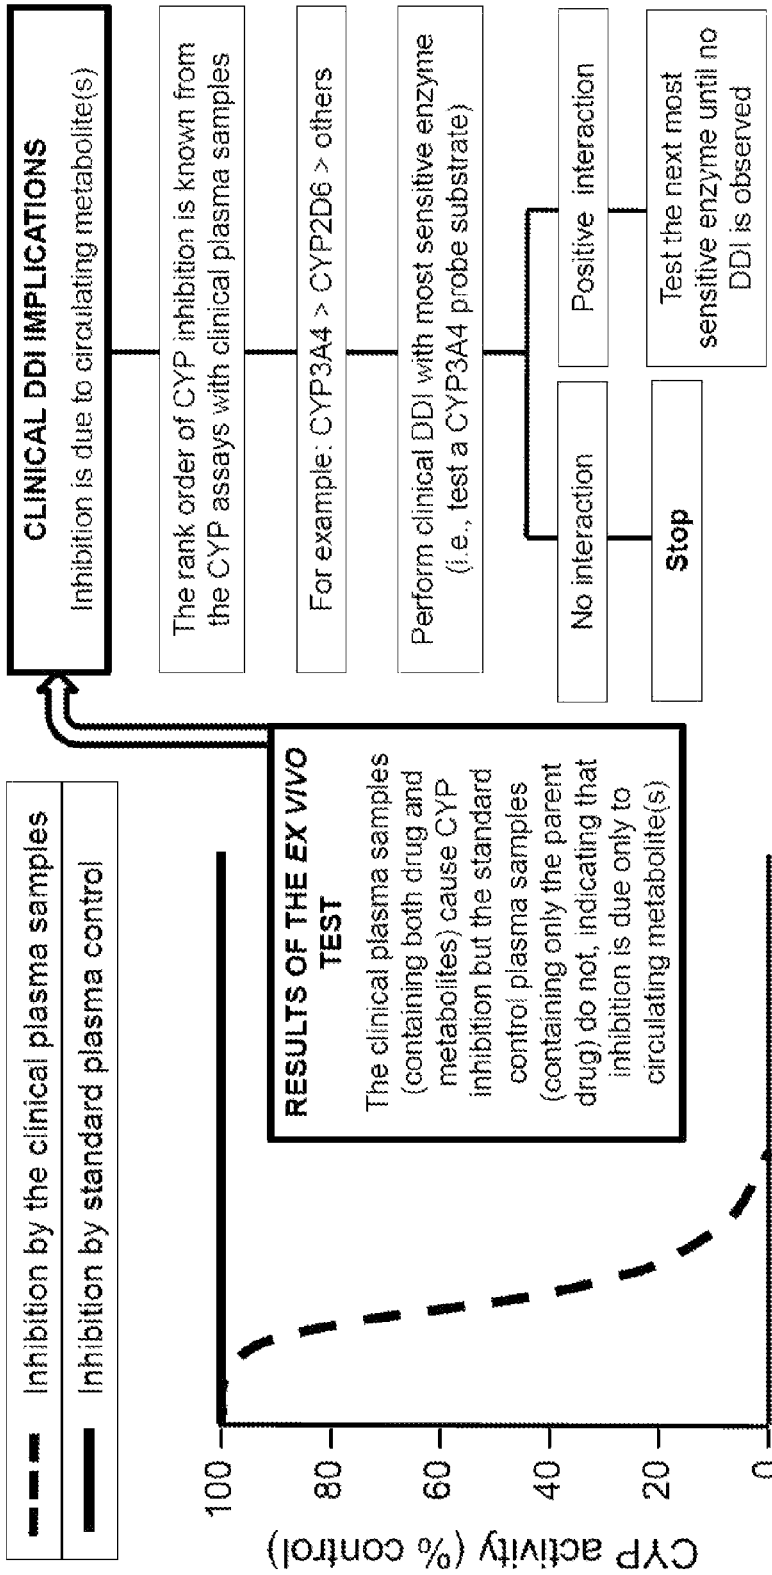 Inhibition by the clinical plasma samples
Inhibition by standard plasma control
CYP activity (% control)
100
80
60
40
20
0
RESULTS OF THE EX VIVO
TEST
The clinical plasma samples
(containing both drug and
metabolites) cause CYP
inhibition but the standard
control plasma samples
(containing only the parent
drug) do not, indicating that
inhibition is due only to
circulating metabolite(s)
CLINICAL DDI IMPLICATIONS
Inhibition is due to circulating metabolite(s)
The rank order of CYP inhibition is known from
the CYP assays with clinical plasma samples
For example: CYP3A4 > CYP2D6 > others
Perform clinical DDI with most sensitive enzyme
(i.e., test a CYP3A4 probe substrate)
No interaction
Stop
Positive interaction
Test the next most
sensitive enzyme until no
DDI is observed